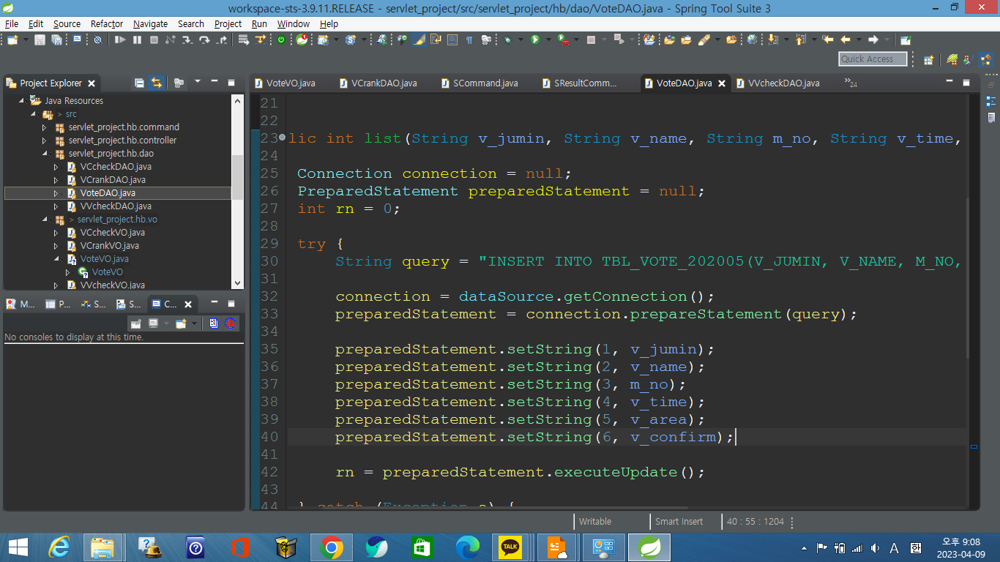 workspace-sts-3.9.11.RELEASE - servlet_project/src/servlet_project/hb/dao/VoteDAO.java - Spring Tool Suite 3
File Edit Source Refactor Navigate Search Project Run Window Help
Quick Access
Project Explorer
Java Resources
> src
servlet_project.hb.command
servlet_project.hb.controller
servlet_project.hb.dao
VCcheckDAO.java
VCrankDAO.java
VoteDAO.java
VVcheckDAO.java
> servlet_project.hb.vo
VCcheckVO.java
VCrankVO.java
VoteVO.java
VoteVO
VVcheckVO.java
M... P... S... S... C...
No consoles to display at this time.
VoteVO.java VCrankDAO.java SCommand.java SResultComm... VoteDAO.java VVcheckDAO.java »24
21
22
23 lic int list(String v_jumin, String v_name, String m_no, String v_time,
24
25 Connection connection = null;
26 PreparedStatement preparedStatement = null;
27 int rn = 0;
28
29 try {
30 String query = "INSERT INTO TBL_VOTE_202005(V_JUMIN, V_NAME, M_NO,
31
32 connection = dataSource.getConnection();
33 preparedStatement = connection.prepareStatement(query);
34
35 preparedStatement.setString(1, v_jumin);
36 preparedStatement.setString(2, v_name);
37 preparedStatement.setString(3, m_no);
38 preparedStatement.setString(4, v_time);
39 preparedStatement.setString(5, v_area);
40 preparedStatement.setString(6, v_confirm);
41
42 rn = preparedStatement.executeUpdate();
43
44 } catch (Exception e) {
Writable Smart Insert 40 : 55 : 1204
TALK
A 한
오후 9:08
2023-04-09